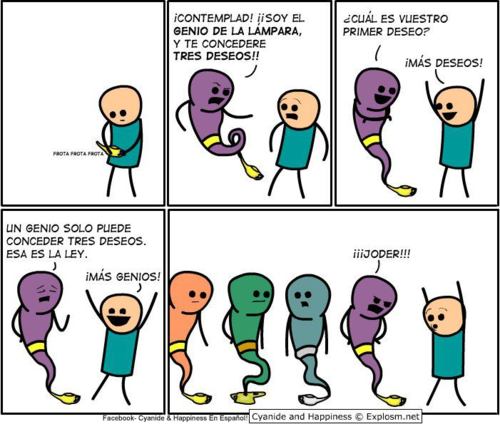 FROTA FROTA FROTA
¡CONTEMPLAD! ¡¡SOY EL
GENIO DE LA LÁMPARA,
Y TE CONCEDERE
TRES DESEOS!!
¿CUÁL ES VUESTRO
PRIMER DESEO?
¡MÁS DESEOS!
UN GENIO SOLO PUEDE
CONCEDER TRES DESEOS.
ESA ES LA LEY.
¡MÁS GENIOS!
¡¡¡JODER!!!
Facebook- Cyanide & Happiness En Español!
Cyanide and Happiness © Explosm.net